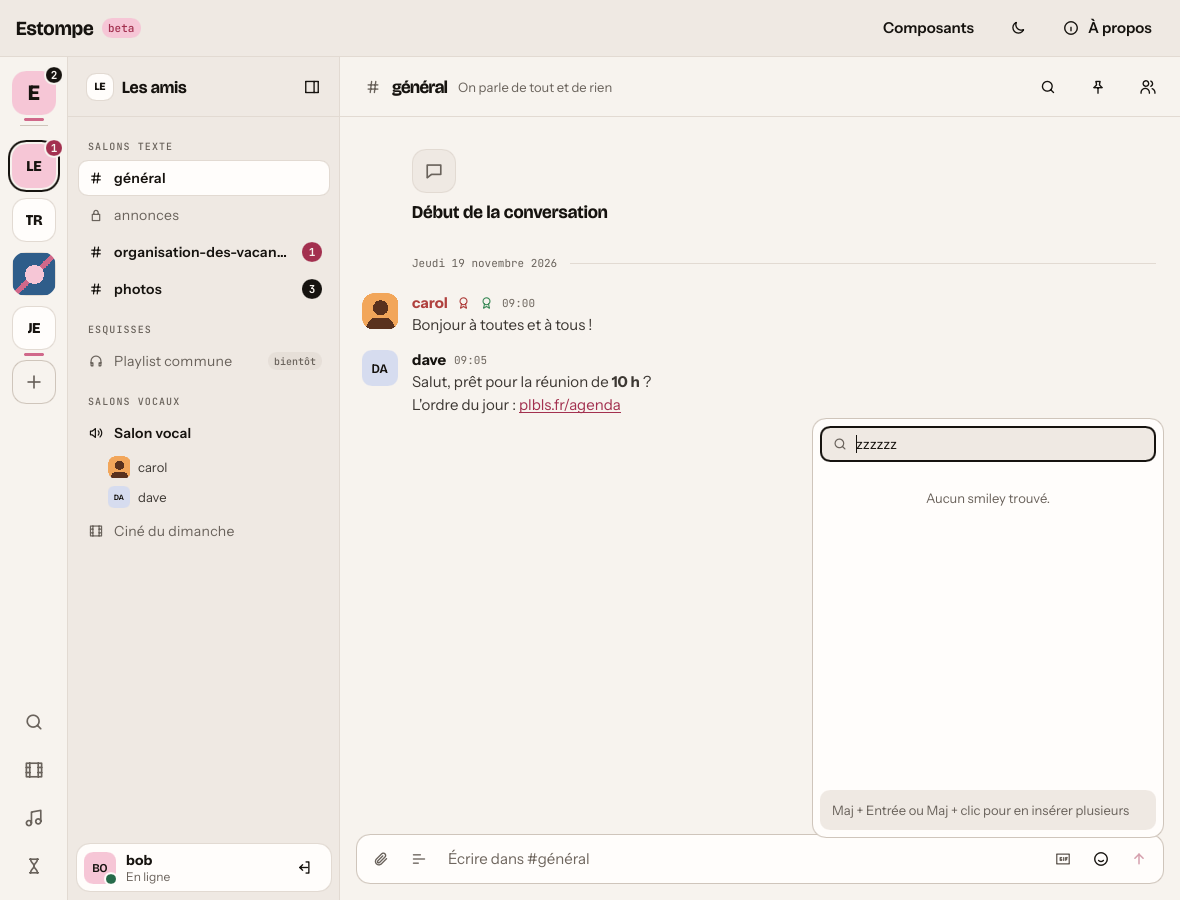 Estompe beta
Composants
À propos
E 2
LE 1
TR
JE
LE Les amis
SALONS TEXTE
# général
annonces
# organisation-des-vacan... 1
# photos 3
ESQUISSES
Playlist commune bientôt
SALONS VOCAUX
Salon vocal
carol
DA dave
Ciné du dimanche
BO bob
En ligne
# général On parle de tout et de rien
Début de la conversation
Jeudi 19 novembre 2026
carol 09:00
Bonjour à toutes et à tous !
DA dave 09:05
Salut, prêt pour la réunion de 10 h ?
L'ordre du jour : plbls.fr/agenda
zzzzzz
Aucun smiley trouvé.
Maj + Entrée ou Maj + clic pour en insérer plusieurs
Écrire dans #général
GIF